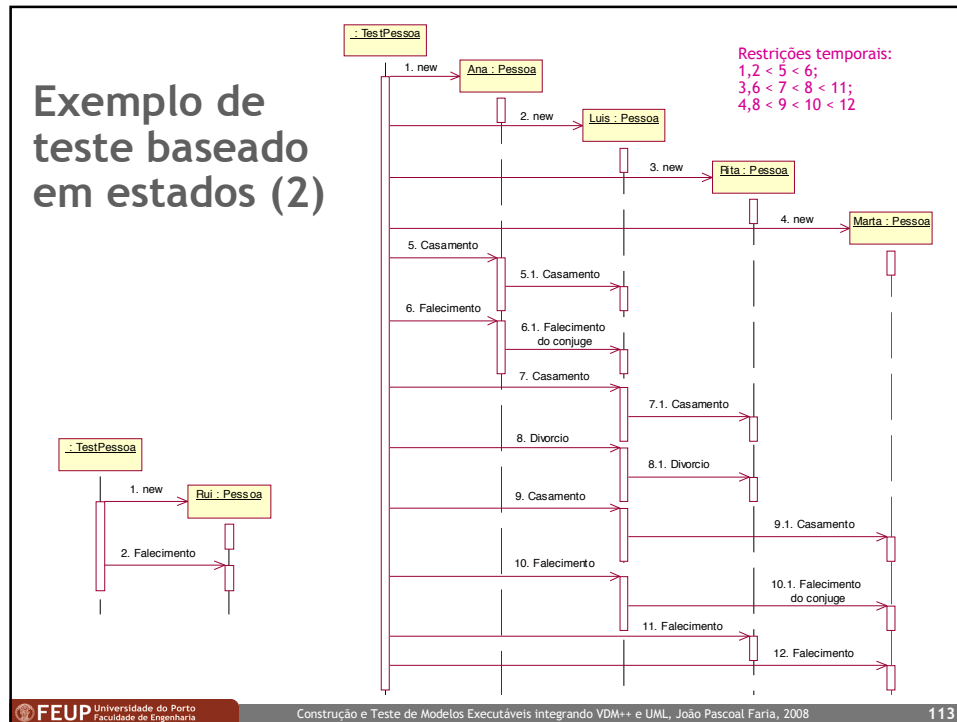 Exemplo de
teste baseado
em estados (2)
_: TestPessoa
1. new
Ana : Pessoa
2. new
Luis : Pessoa
3. new
Rita : Pessoa
4. new
Marta : Pessoa
Restrições temporais:
1,2 < 5 < 6;
3,6 < 7 < 8 < 11;
4,8 < 9 < 10 < 12
5. Casamento
5.1. Casamento
6. Falecimento
6.1. Falecimento
do conjuge
7. Casamento
7.1. Casamento
8. Divorcio
8.1. Divorcio
9. Casamento
9.1. Casamento
10. Falecimento
10.1. Falecimento
do conjuge
11. Falecimento
12. Falecimento
_: TestPessoa
1. new
Rui : Pessoa
2. Falecimento
FEUP Universidade do Porto
Faculdade de Engenharia
Construção e Teste de Modelos Executáveis integrando VDM++ e UML, João Pascoal Faria, 2008
113